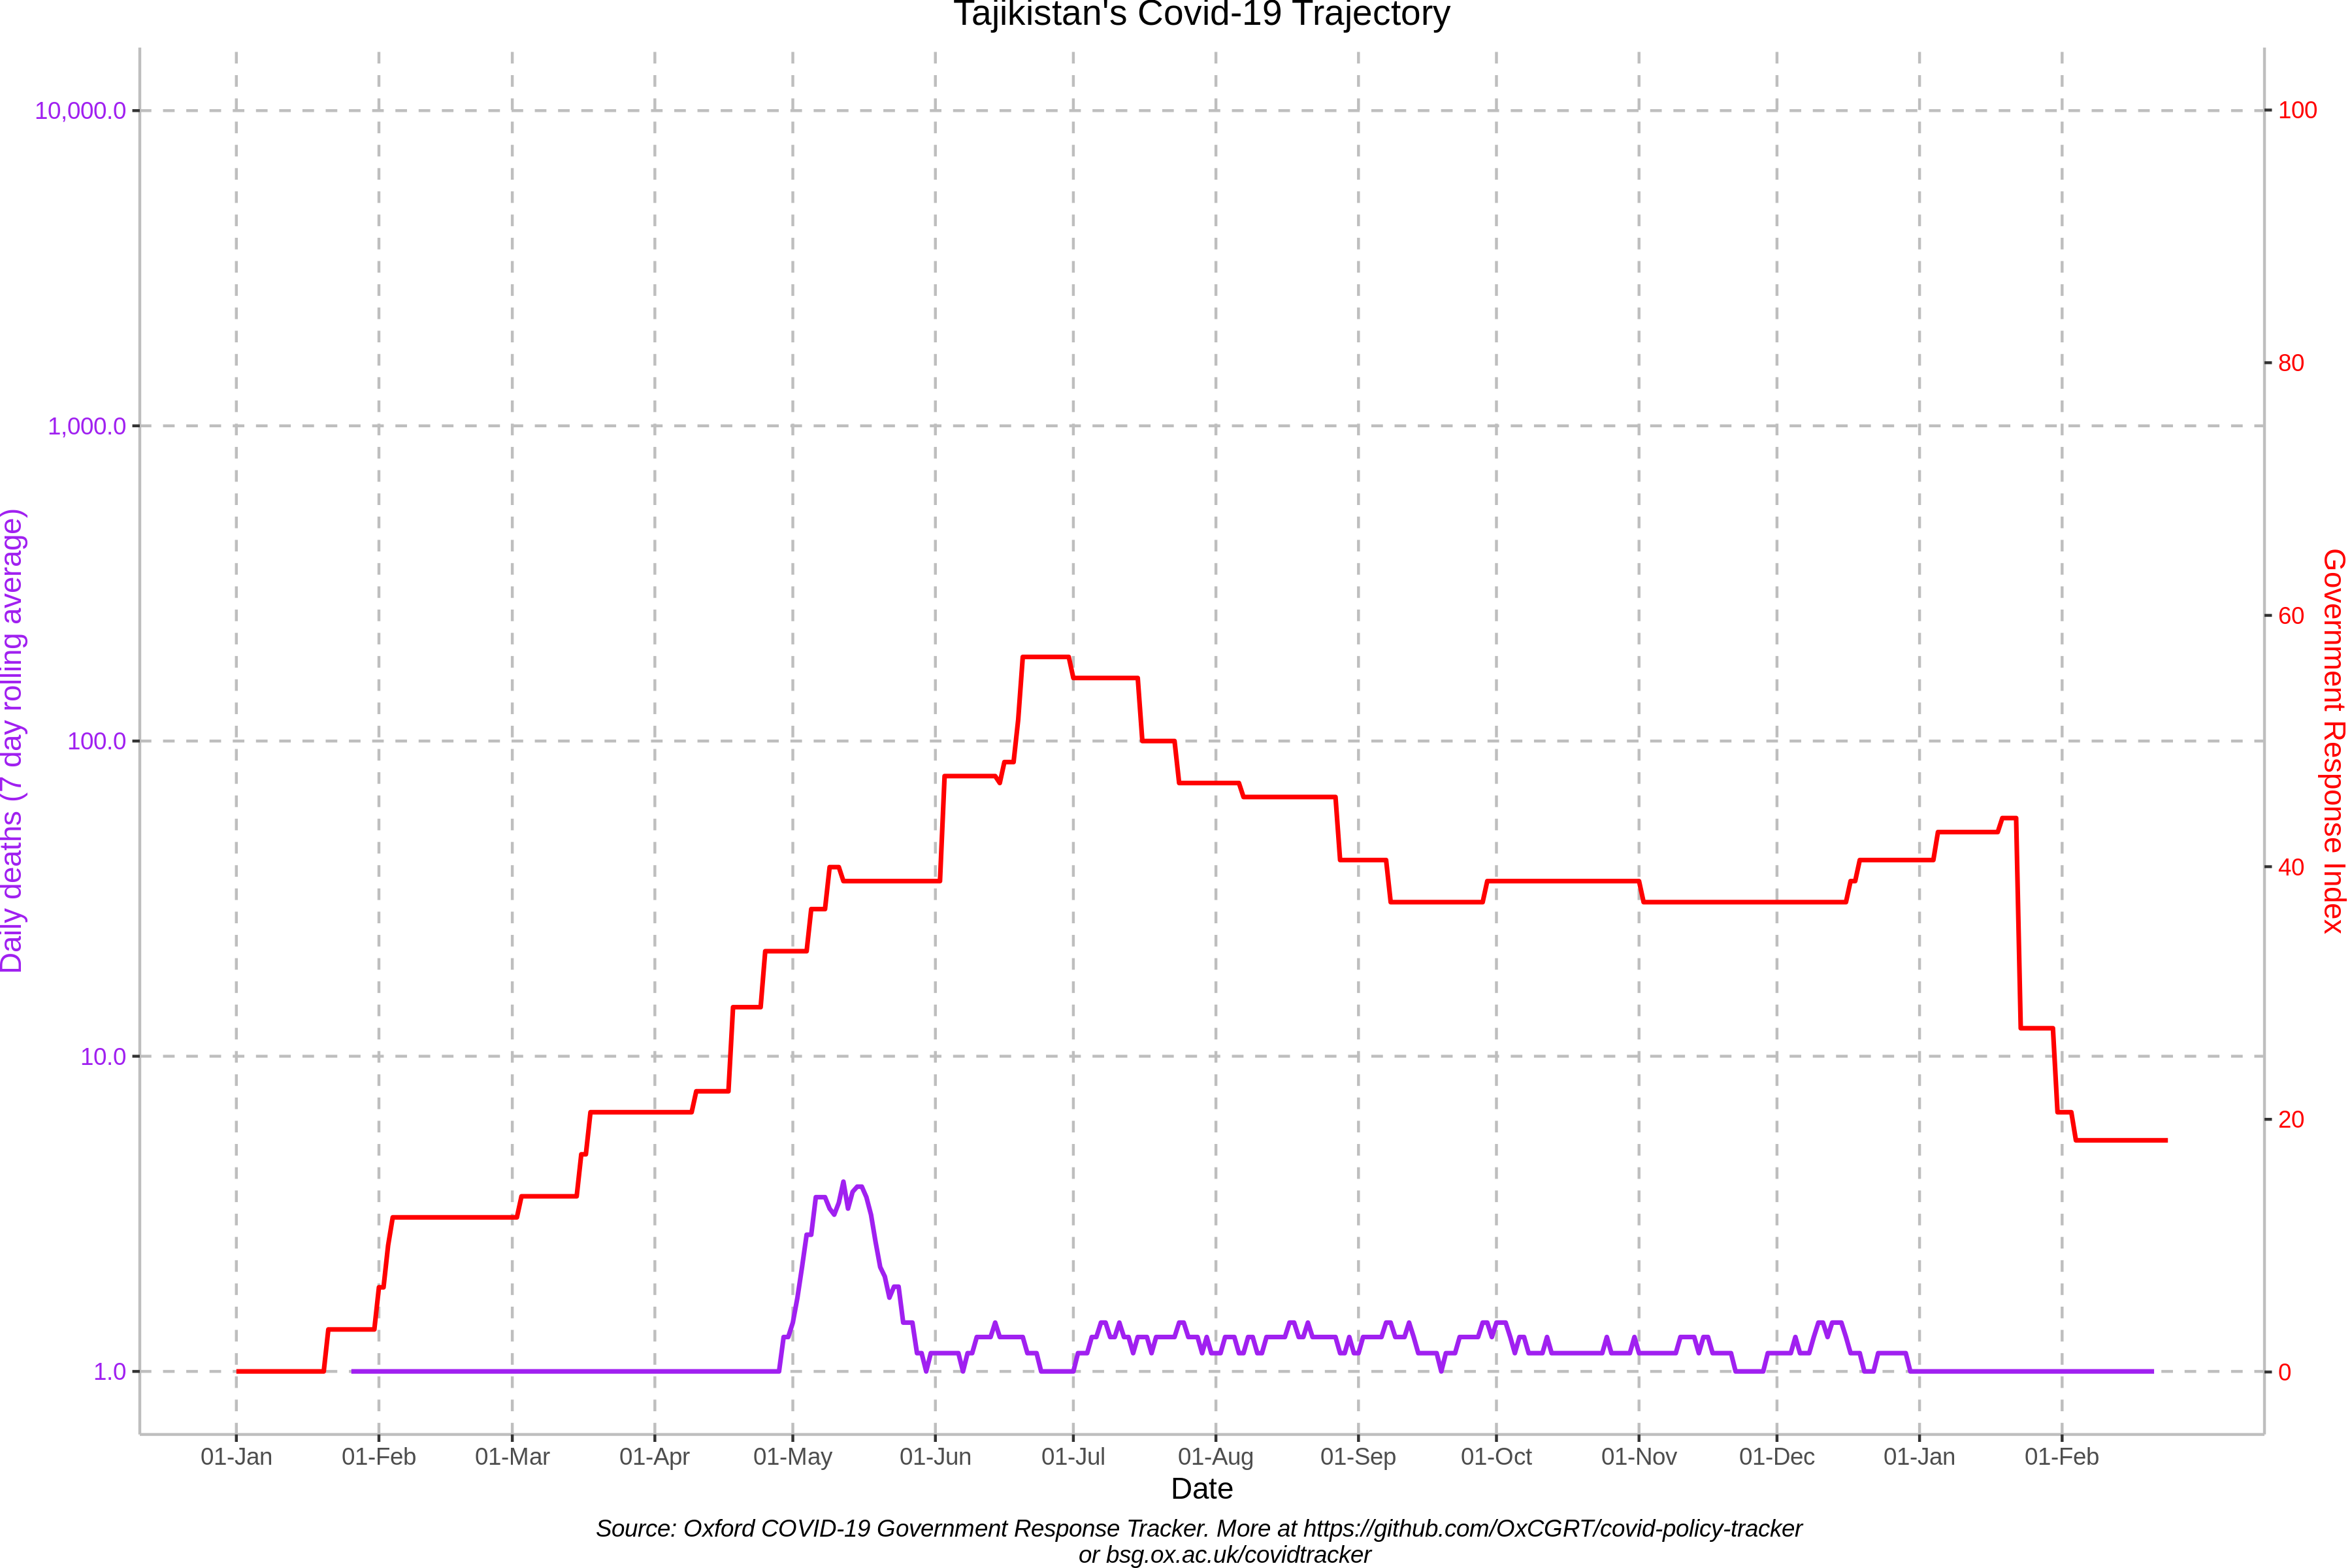 Tajikistan's Covid-19 Trajectory
10,000.0
1,000.0
100.0
10.0
1.0
Daily deaths (7 day rolling average)
100
80
60
40
20
0
Government Response Index
01-Jan 01-Feb 01-Mar 01-Apr 01-May 01-Jun 01-Jul 01-Aug 01-Sep 01-Oct 01-Nov 01-Dec 01-Jan 01-Feb
Date
Source: Oxford COVID-19 Government Response Tracker. More at https://github.com/OxCGRT/covid-policy-tracker
or bsg.ox.ac.uk/covidtracker